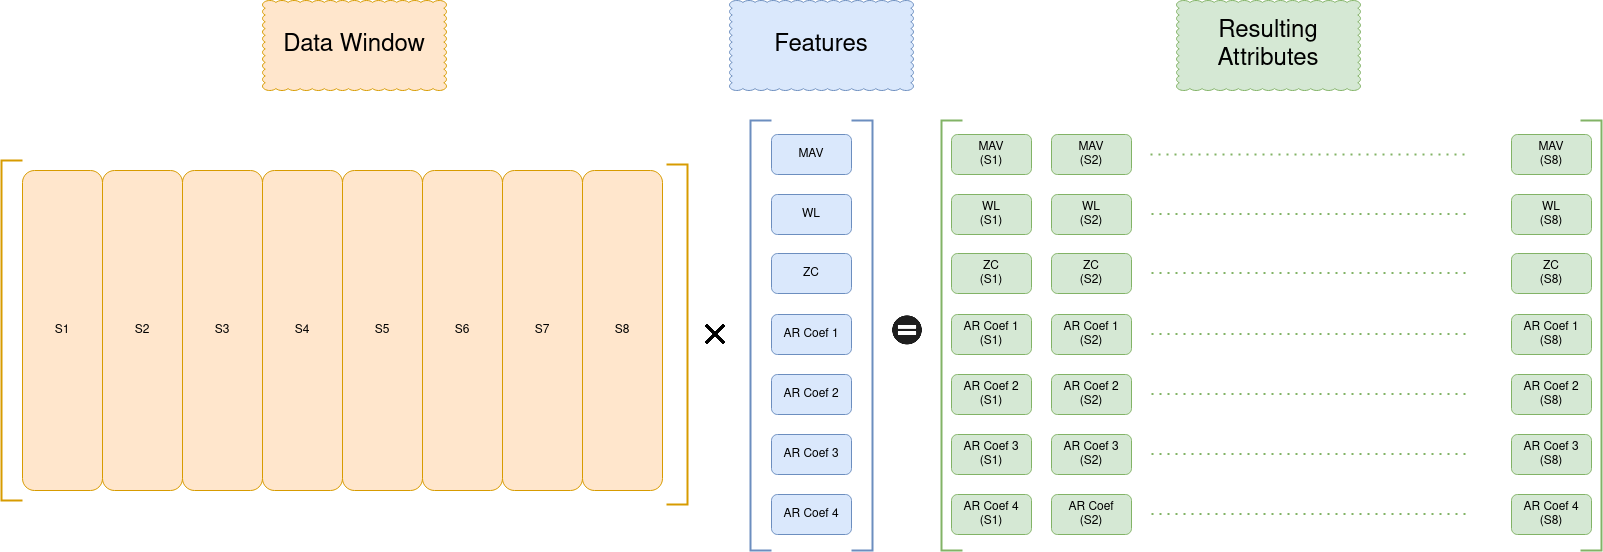 Data Window
Features
Resulting
Attributes
S1
S2
S3
S4
S5
S6
S7
S8
MAV
WL
ZC
AR Coef 1
AR Coef 2
AR Coef 3
AR Coef 4
MAV
(S1)
MAV
(S2)
MAV
(S8)
WL
(S1)
WL
(S2)
WL
(S8)
ZC
(S1)
ZC
(S2)
ZC
(S8)
AR Coef 1
(S1)
AR Coef 1
(S2)
AR Coef 1
(S8)
AR Coef 2
(S1)
AR Coef 2
(S2)
AR Coef 2
(S8)
AR Coef 3
(S1)
AR Coef 3
(S2)
AR Coef 3
(S8)
AR Coef 4
(S1)
AR Coef
(S2)
AR Coef 4
(S8)